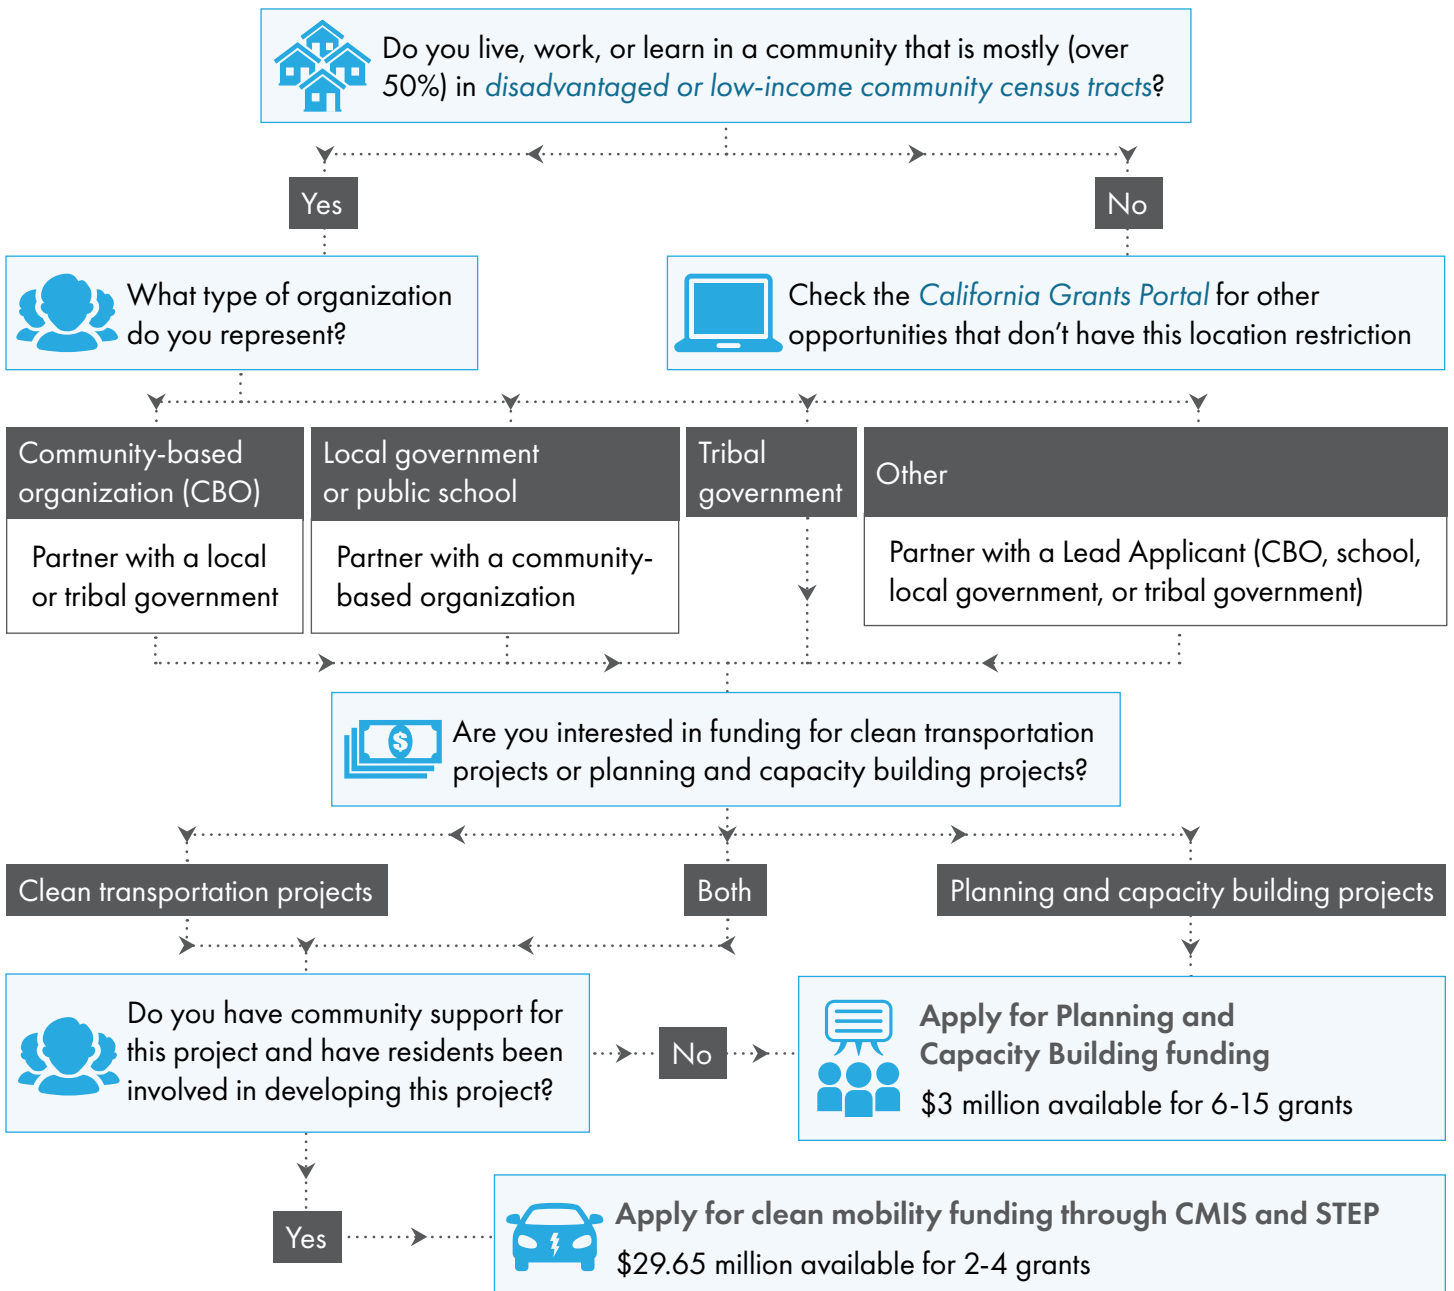 Do you live, work, or learn in a community that is mostly (over
50%) in disadvantaged or low-income community census tracts?
Yes
No
What type of organization
do you represent?
Check the California Grants Portal for other
opportunities that don't have this location restriction
Community-based
organization (CBO)
Partner with a local
or tribal government
Local government
or public school
Partner with a community-
based organization
Tribal
government
Other
Partner with a Lead Applicant (CBO, school,
local government, or tribal government)
$
Are you interested in funding for clean transportation
projects or planning and capacity building projects?
Clean transportation projects
Both
Planning and capacity building projects
Do you have community support for
this project and have residents been
involved in developing this project?
No
Apply for Planning and
Capacity Building funding
$3 million available for 6-15 grants
Yes
Apply for clean mobility funding through CMIS and STEP
$29.65 million available for 2-4 grants